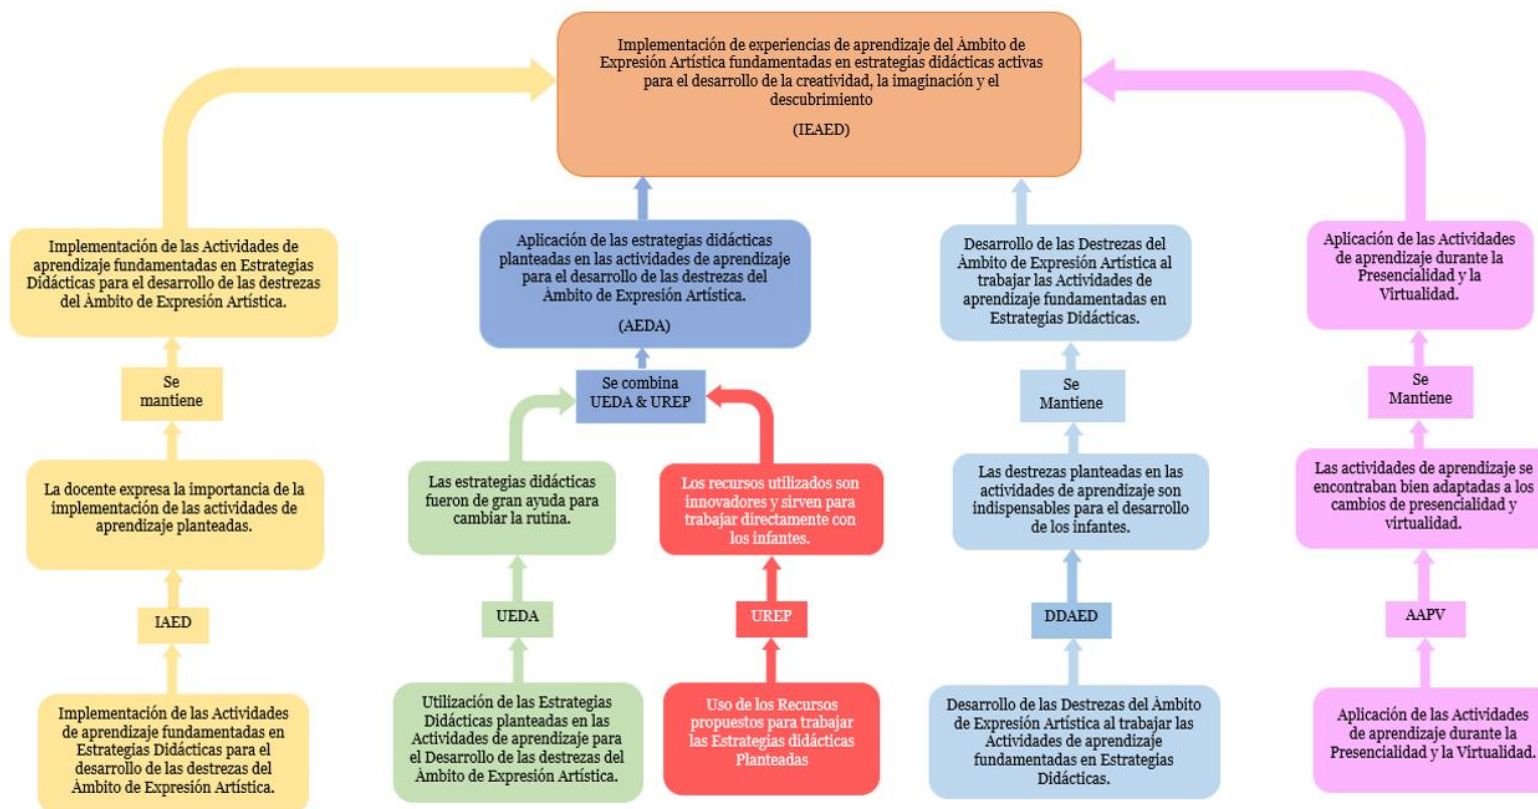 Implementación de experiencias de aprendizaje del Àmbito de
Expresión Artística fundamentadas en estrategias didácticas activas
para el desarrollo de la creatividad, la imaginación y el
descubrimiento
(IEAED)
Implementación de las Actividades de
aprendizaje fundamentadas en Estrategias
Didácticas para el desarrollo de las destrezas
del Àmbito de Expresión Artística.
Aplicación de las estrategias didácticas
planteadas en las actividades de aprendizaje
para el desarrollo de las destrezas del
Àmbito de Expresión Artística.
(AEDA)
Desarrollo de las Destrezas del
Àmbito de Expresión Artística al
trabajar las Actividades de
aprendizaje fundamentadas en
Estrategias Didácticas.
Aplicación de las Actividades
de aprendizaje durante la
Presencialidad y la
Virtualidad.
Se
mantiene
Se combina
UEDA & UREP
Se
Mantiene
Se
Mantiene
La docente expresa la importancia de la
implementación de las actividades de
aprendizaje planteadas.
Las estrategias didácticas
fueron de gran ayuda para
cambiar la rutina.
Los recursos utilizados son
innovadores y sirven para
trabajar directamente con
los infantes.
Las destrezas planteadas en las
actividades de aprendizaje son
indispensables para el desarrollo
de los infantes.
Las actividades de aprendizaje se
encontraban bien adaptadas a los
cambios de presencialidad y
virtualidad.
IAED
UEDA
UREP
DDAED
AAPV
Implementación de las Actividades
de aprendizaje fundamentadas en
Estrategias Didácticas para el
desarrollo de las destrezas del
Àmbito de Expresión Artística.
Utilización de las Estrategias
Didácticas planteadas en las
Actividades de aprendizaje para
el Desarrollo de las destrezas del
Àmbito de Expresión Artística.
Uso de los Recursos
propuestos para trabajar
las Estrategias didácticas
Planteadas
Desarrollo de las Destrezas del Àmbito
de Expresión Artística al trabajar las
Actividades de aprendizaje
fundamentadas en Estrategias
Didácticas.
Aplicación de las Actividades
de aprendizaje durante la
Presencialidad y la Virtualidad.